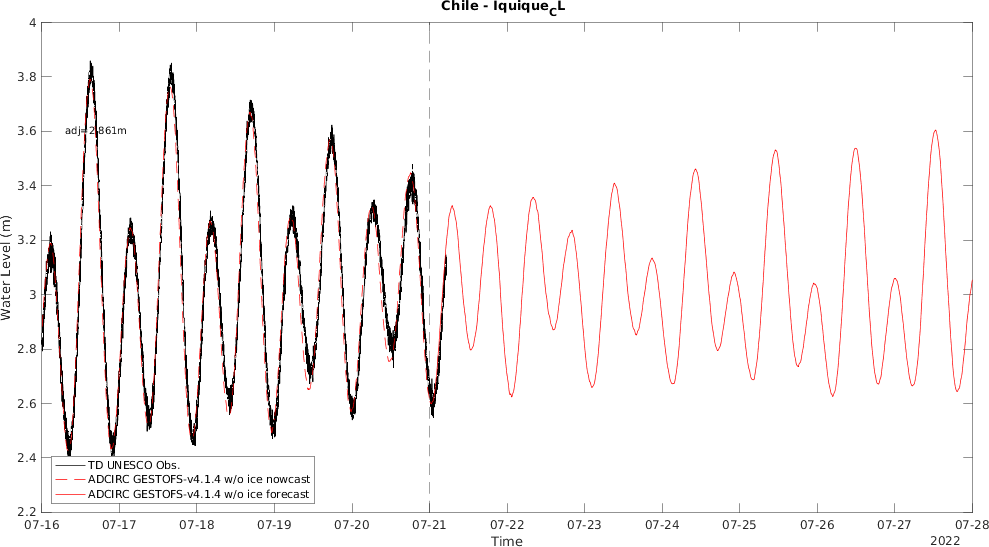 Chile - Iquique_CL
4
3.8
3.6
3.4
3.2
3
2.8
2.6
2.4
2.2
Water Level (m)
adj=2.861m
TD UNESCO Obs.
ADCIRC GESTOFS-v4.1.4 w/o ice nowcast
ADCIRC GESTOFS-v4.1.4 w/o ice forecast
07-16 07-17 07-18 07-19 07-20 07-21 07-22 07-23 07-24 07-25 07-26 07-27 07-28
Time
2022